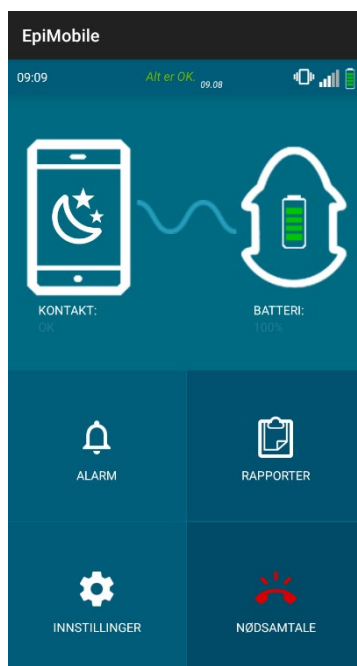 EpiMobile
09:09 Alt er OK. 09.08
KONTAKT: BATTERI:
OK 100%
ALARM RAPPORTER
INNSTILLINGER NØDSAMTALE